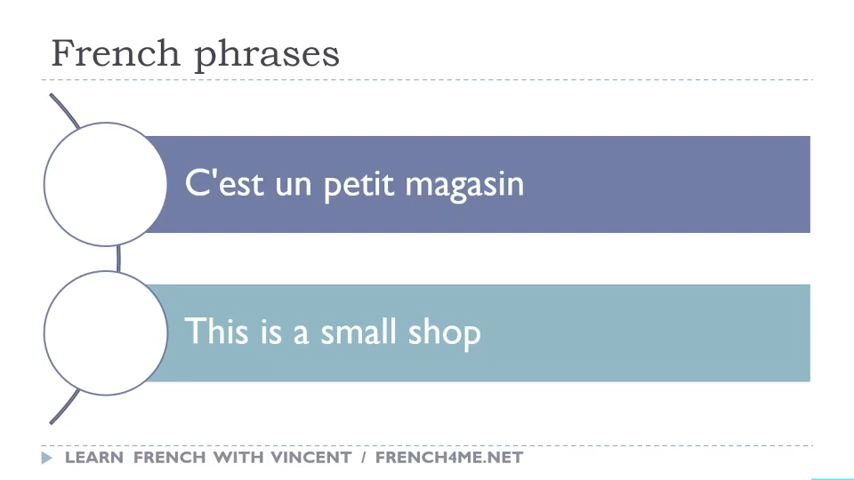 French phrases
C'est un petit magasin
This is a small shop
LEARN FRENCH WITH VINCENT / FRENCH4ME.NET